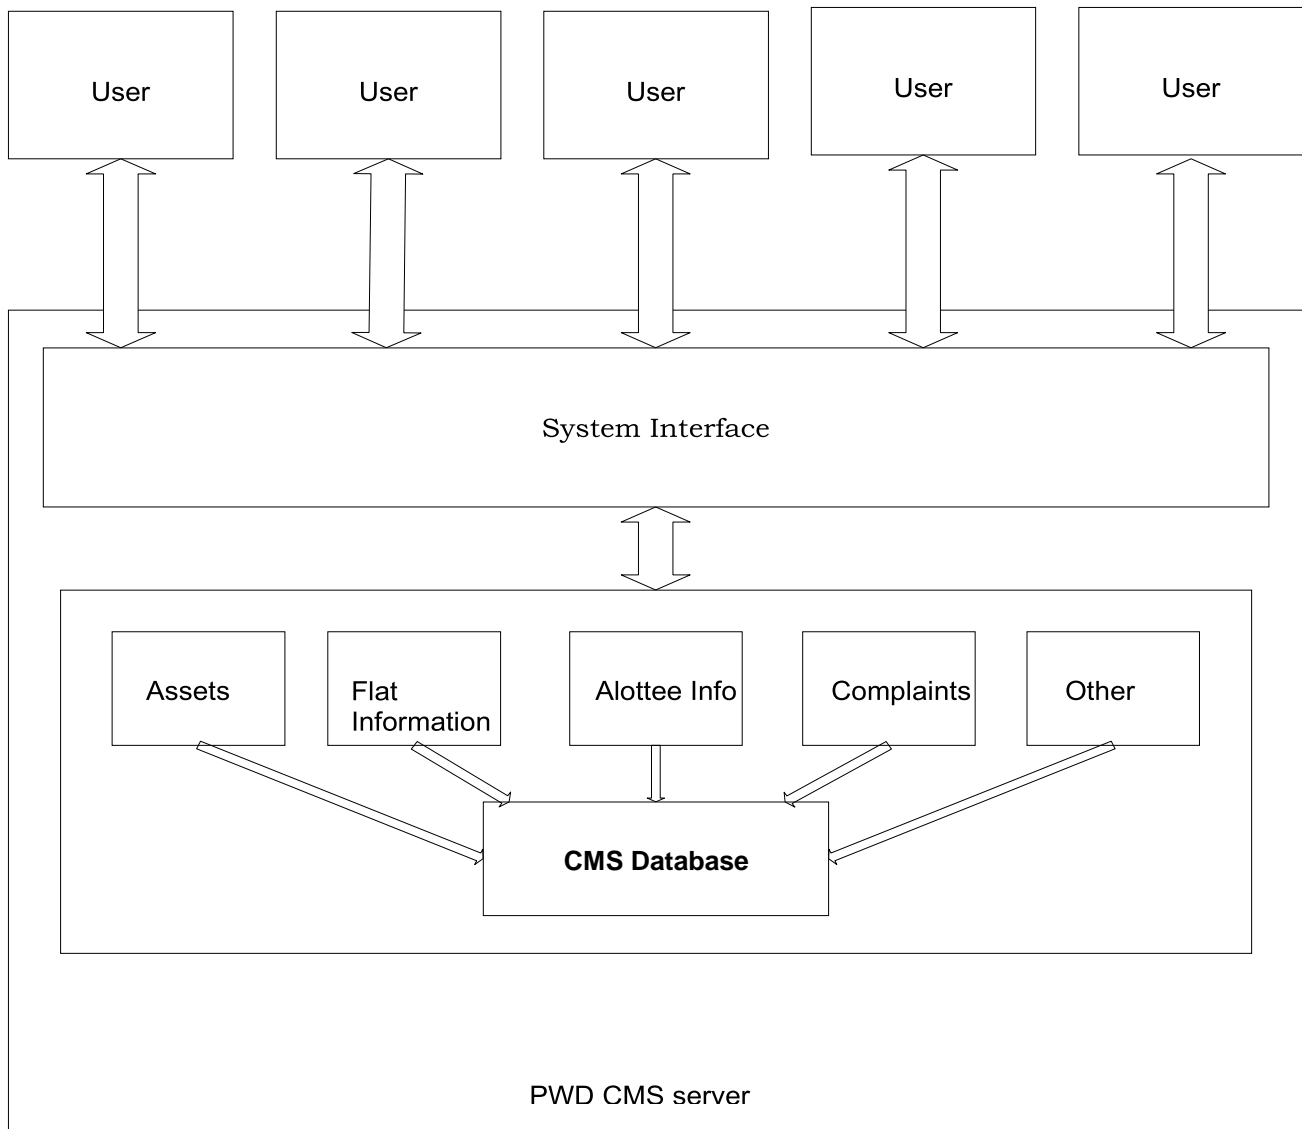 User
User
User
User
User
System Interface
Assets
Flat
Information
Alottee Info
Complaints
Other
CMS Database
PWD CMS server